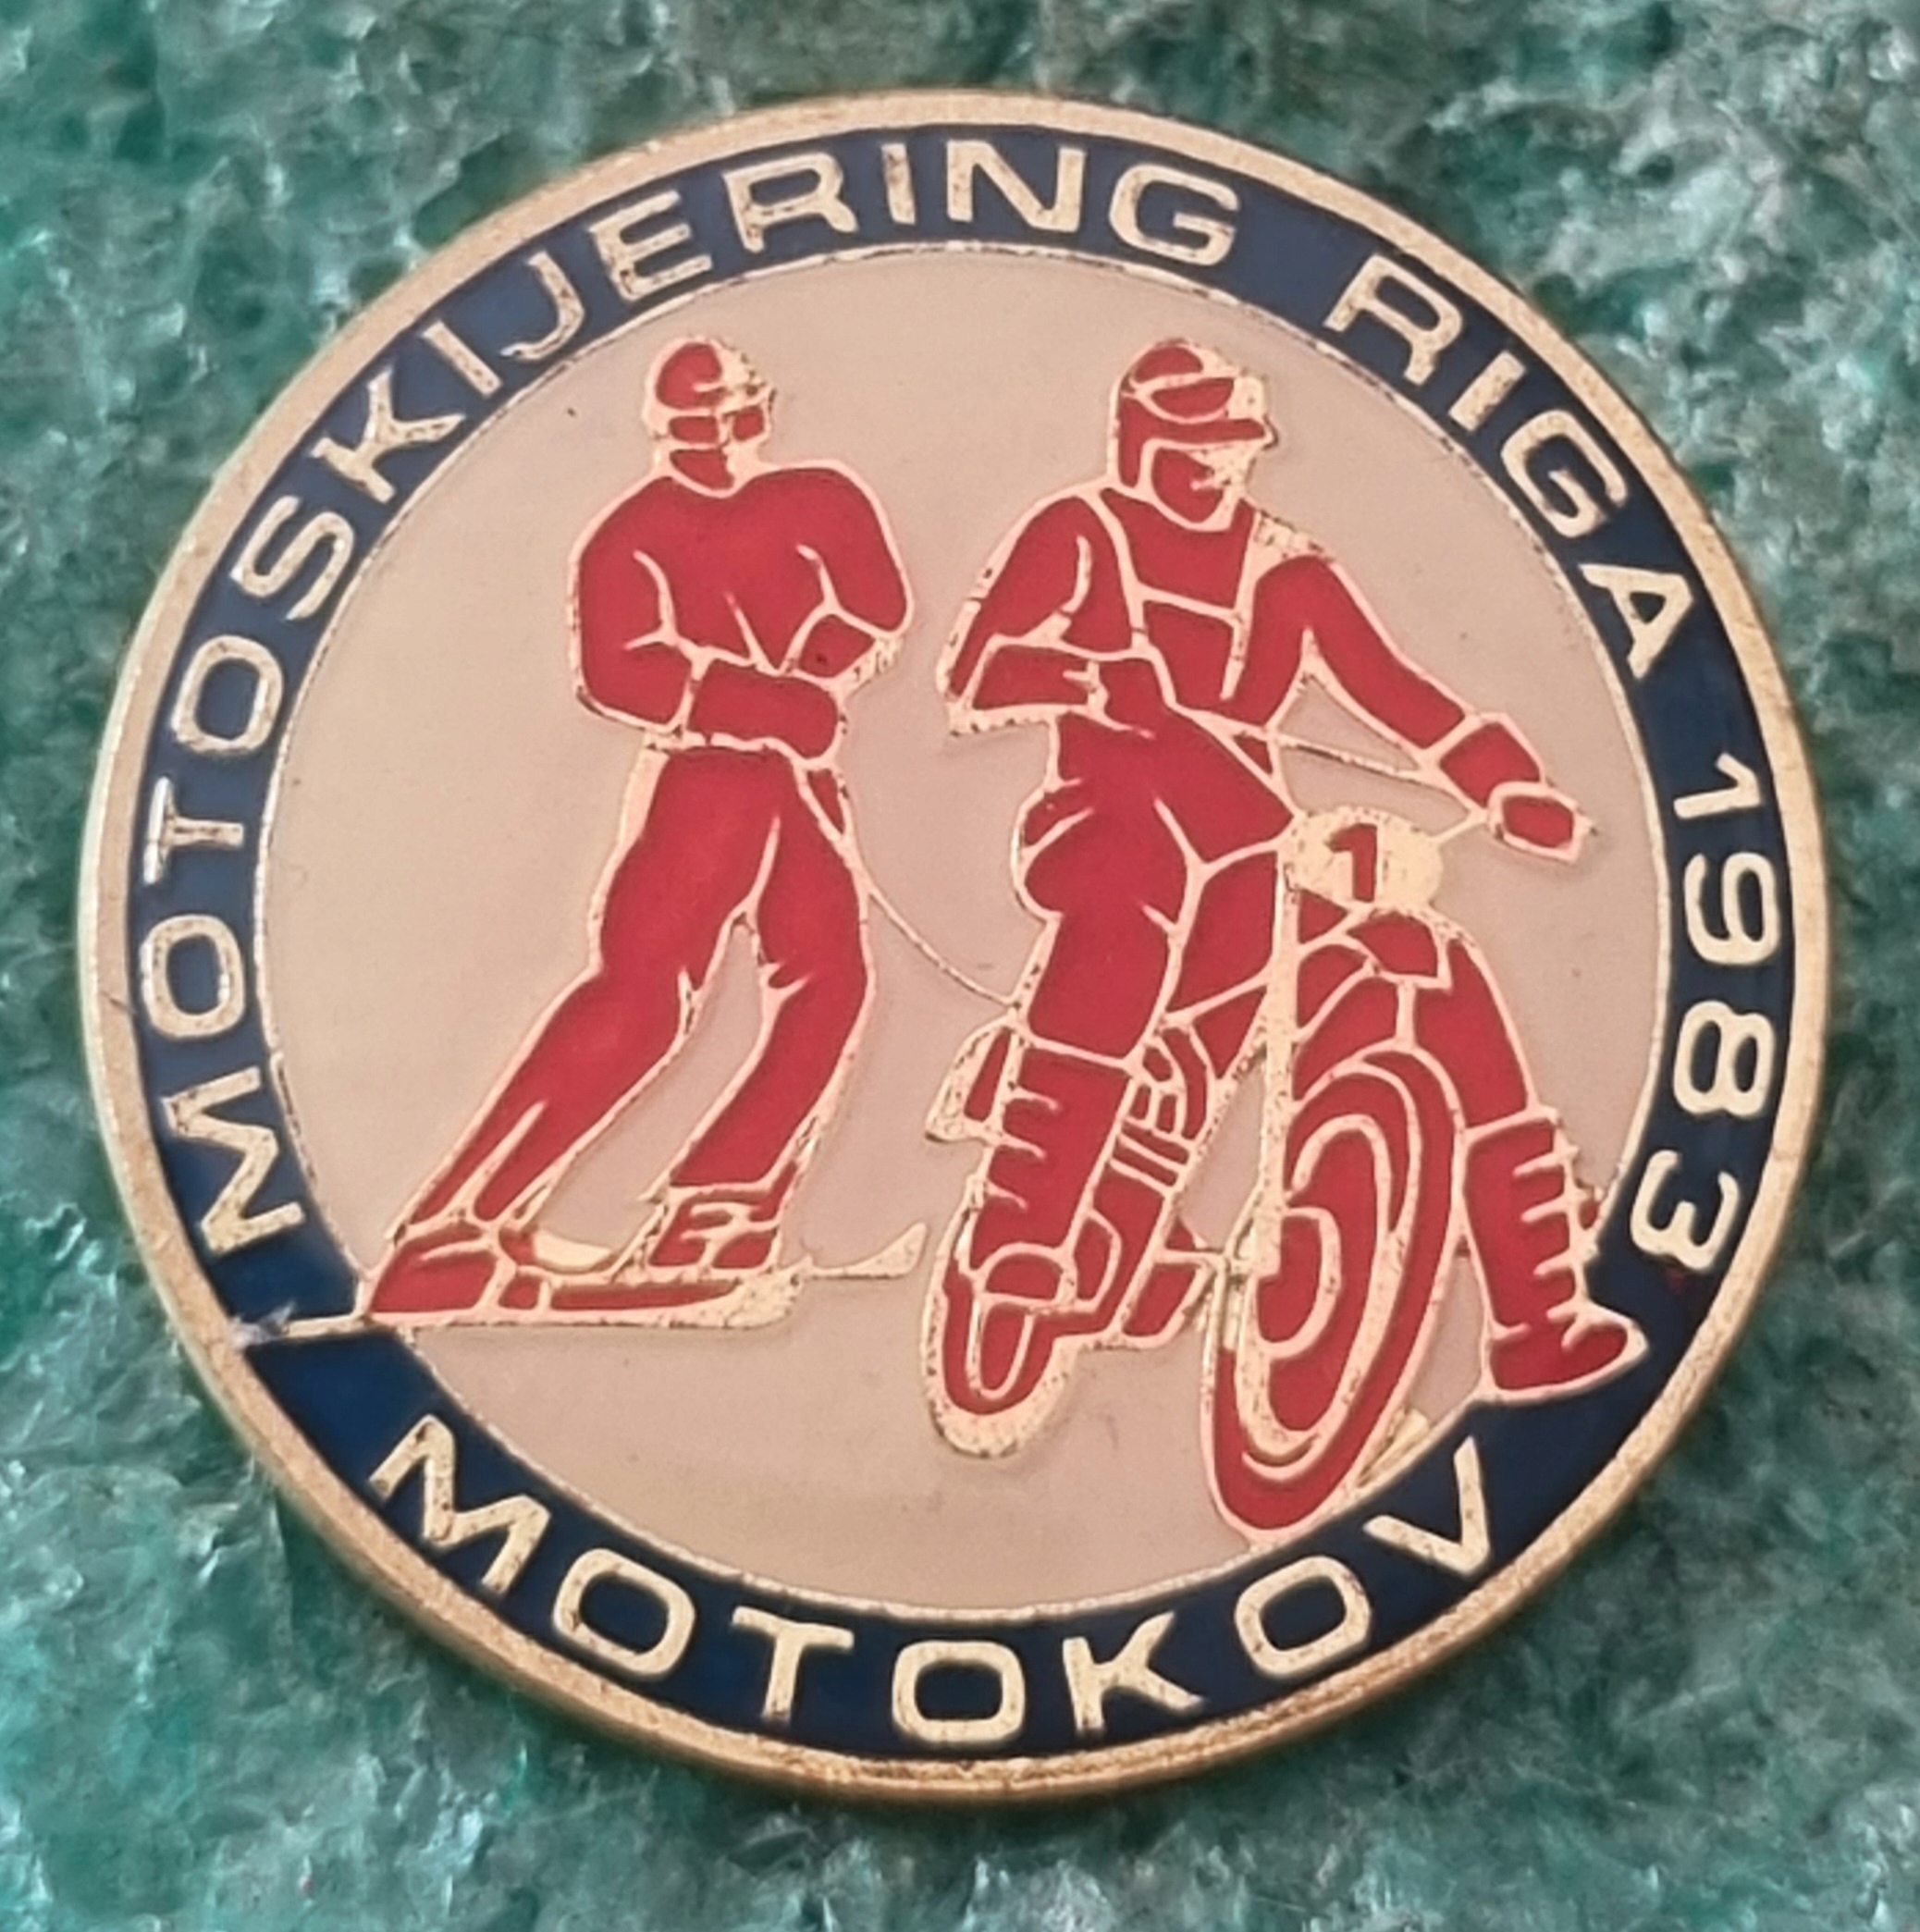 MOTOSKIJERING RIGA 1983
1
MOTOKOV